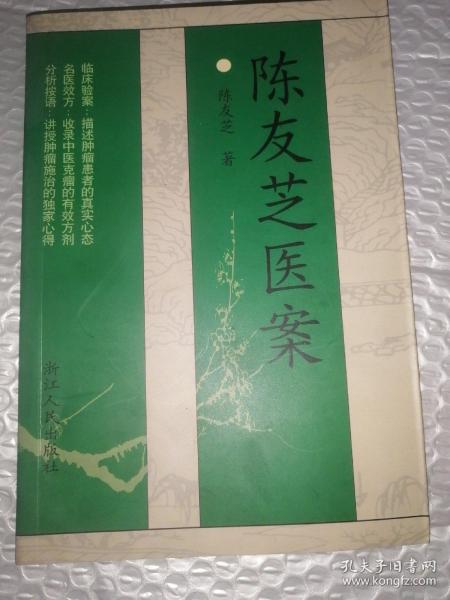 陈友芝医案
陈友芝 著
临床验案：描述肿瘤患者的真实心态
名医效方：收录中医克瘤的有效方剂
分析按语：讲授肿瘤施治的独家心得
浙江人民出版社
孔夫子旧书网
www.kongfz.com